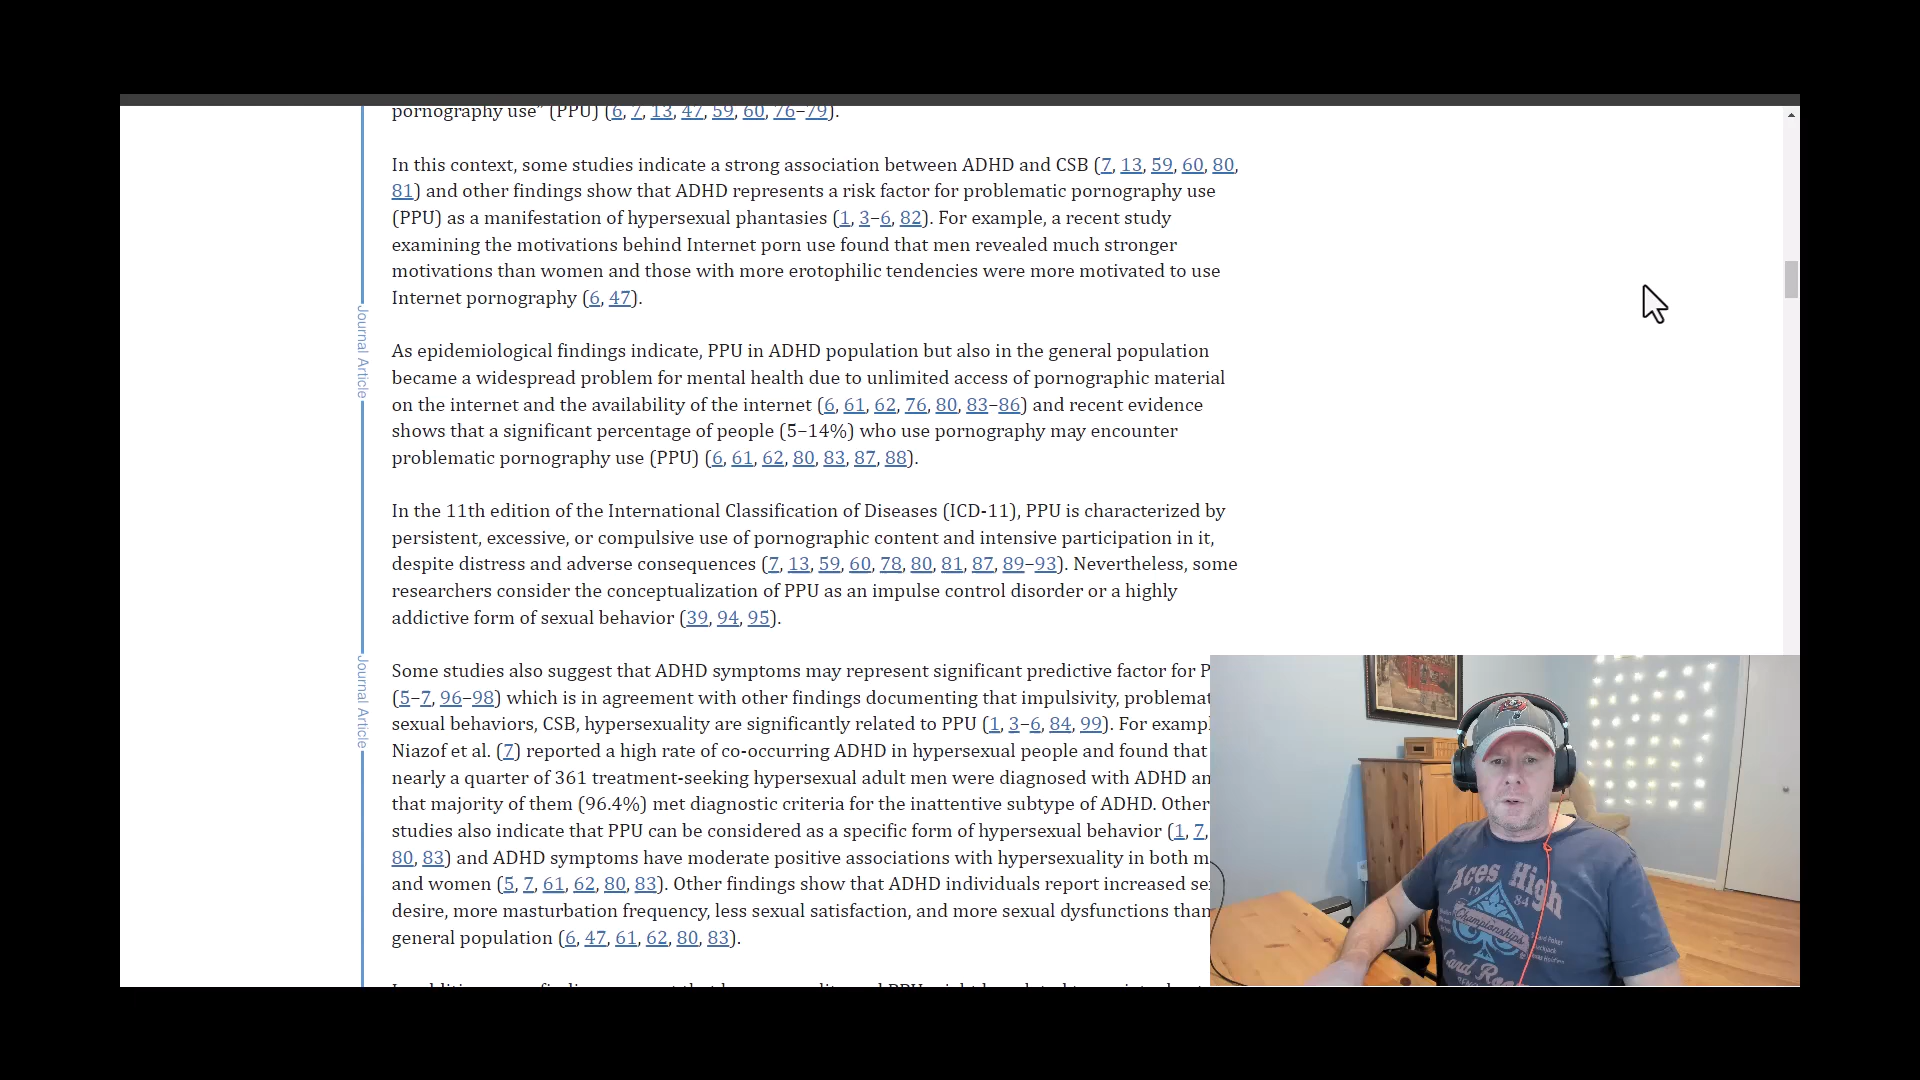 pornography use” (PPU) (6, 7, 13, 47, 59, 60, 76–79).
In this context, some studies indicate a strong association between ADHD and CSB (7, 13, 59, 60, 80,
81) and other findings show that ADHD represents a risk factor for problematic pornography use
(PPU) as a manifestation of hypersexual phantasies (1, 3–6, 82). For example, a recent study
examining the motivations behind Internet porn use found that men revealed much stronger
motivations than women and those with more erotophilic tendencies were more motivated to use
Internet pornography (6, 47).
Journal Article
As epidemiological findings indicate, PPU in ADHD population but also in the general population
became a widespread problem for mental health due to unlimited access of pornographic material
on the internet and the availability of the internet (6, 61, 62, 76, 80, 83–86) and recent evidence
shows that a significant percentage of people (5–14%) who use pornography may encounter
problematic pornography use (PPU) (6, 61, 62, 80, 83, 87, 88).
In the 11th edition of the International Classification of Diseases (ICD-11), PPU is characterized by
persistent, excessive, or compulsive use of pornographic content and intensive participation in it,
despite distress and adverse consequences (7, 13, 59, 60, 78, 80, 81, 87, 89–93). Nevertheless, some
researchers consider the conceptualization of PPU as an impulse control disorder or a highly
addictive form of sexual behavior (39, 94, 95).
Journal Article
Some studies also suggest that ADHD symptoms may represent significant predictive factor for P
(5–7, 96–98) which is in agreement with other findings documenting that impulsivity, problemat
sexual behaviors, CSB, hypersexuality are significantly related to PPU (1, 3–6, 84, 99). For exampl
Niazof et al. (7) reported a high rate of co-occurring ADHD in hypersexual people and found that
nearly a quarter of 361 treatment-seeking hypersexual adult men were diagnosed with ADHD an
that majority of them (96.4%) met diagnostic criteria for the inattentive subtype of ADHD. Other
studies also indicate that PPU can be considered as a specific form of hypersexual behavior (1, 7,
80, 83) and ADHD symptoms have moderate positive associations with hypersexuality in both m
and women (5, 7, 61, 62, 80, 83). Other findings show that ADHD individuals report increased se
desire, more masturbation frequency, less sexual satisfaction, and more sexual dysfunctions than
general population (6, 47, 61, 62, 80, 83).
Aces High
19 84
Championships
Card